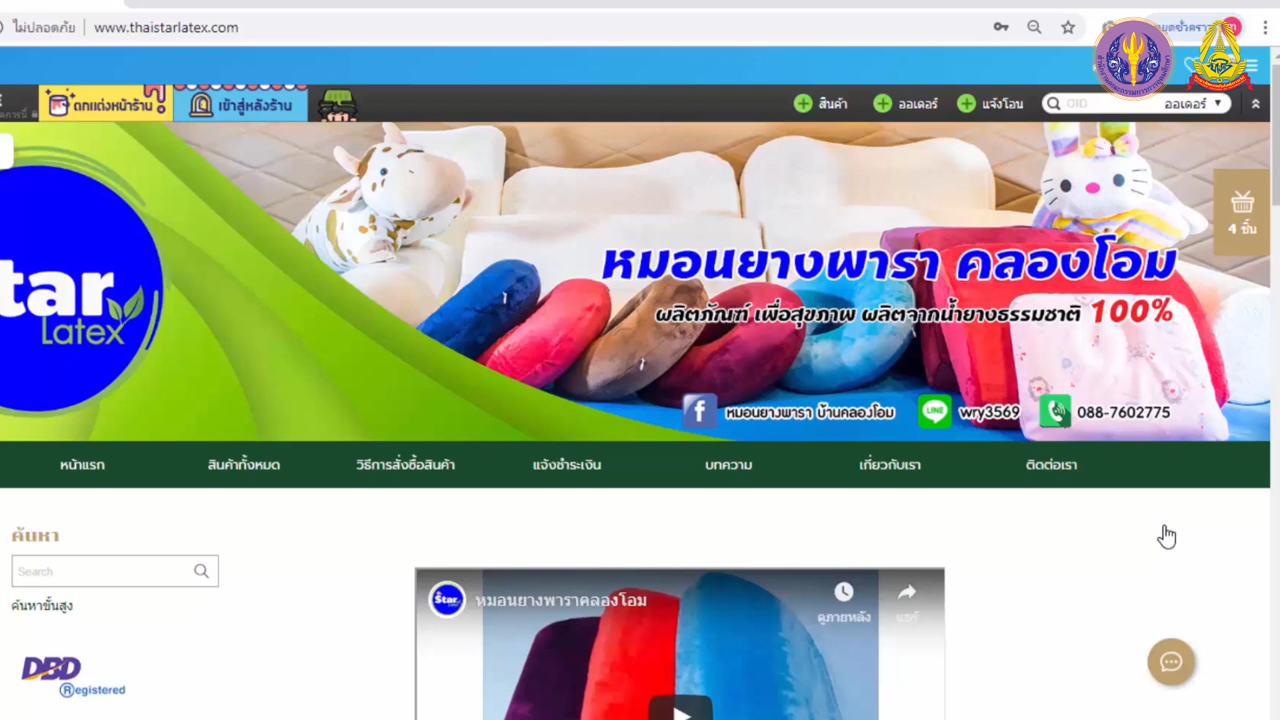 ไม่ปลอดภัย
www.thaistarlatex.com
ตกแต่งหน้าร้าน
เข้าสู่หลังร้าน
สินค้า
ออเดอร์
แจ้งโอน
OID
ออเดอร์
tar
Latex
หมอนยางพารา คลองโอม
ผลิตภัณฑ์ เพื่อสุขภาพ ผลิตจากน้ำยางธรรมชาติ 100%
4 ชิ้น
หมอนยางพารา บ้านคลองโอม
LINE
wry3569
088-7602775
หน้าแรก
สินค้าทั้งหมด
วิธีการสั่งซื้อสินค้า
แจ้งชำระเงิน
บทความ
เกี่ยวกับเรา
ติดต่อเรา
ค้นหา
Search
ค้นหาขั้นสูง
Star
หมอนยางพาราคลองโอม
ดูภายหลัง
แชร์
DBD
Registered